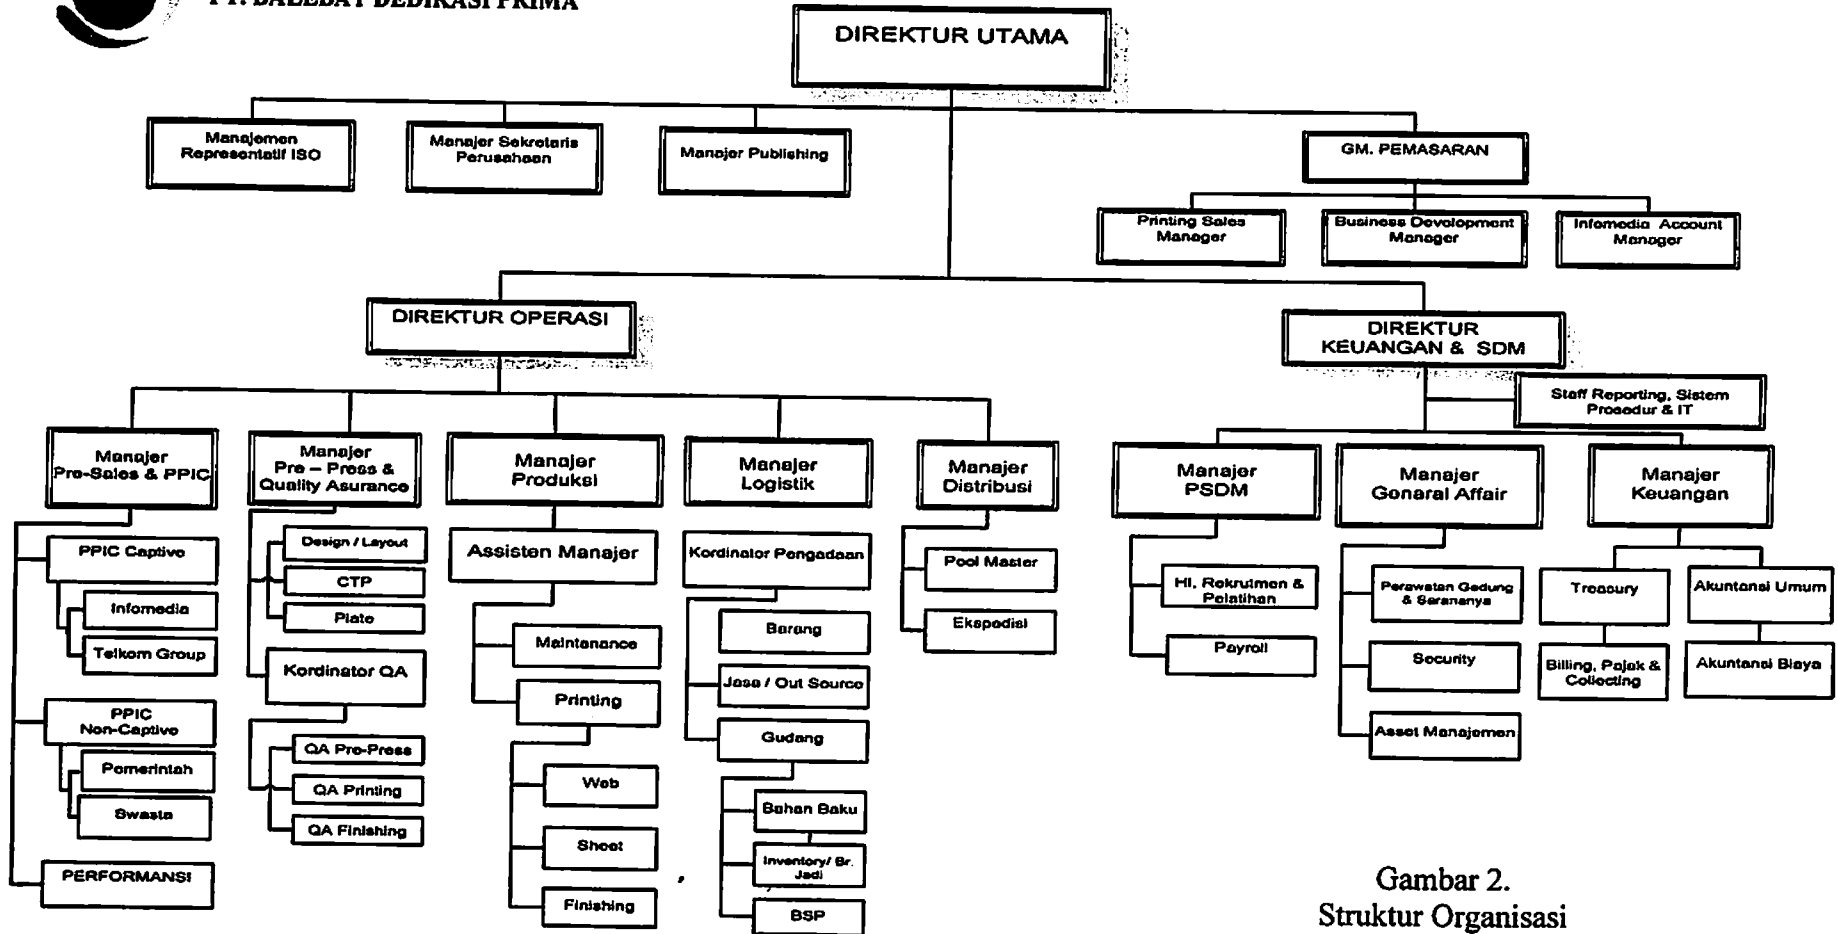 PT. BALEBAT DEDIKASI PRIMA
DIREKTUR UTAMA
Manajemen
Representatif ISO
Manajer Sekretaris
Perusahaan
Manajer Publishing
GM. PEMASARAN
Printing Sales
Manager
Business Development
Manager
Infomedia Account
Manager
DIREKTUR OPERASI
DIREKTUR
KEUANGAN & SDM
Staff Reporting, Sistem
Prosedur & IT
Manajer
Pre-Sales & PPIC
Manajer
Pre – Press &
Quality Asurance
Manajer
Produksi
Manajer
Logistik
Manajer
Distribusi
Manajer
PSDM
Manajer
Genaral Affair
Manajer
Keuangan
PPIC Captive
Infomedia
Telkom Group
PPIC
Non-Captive
Pemerintah
Swasta
PERFORMANSI
Design / Layout
CTP
Plate
Kordinator QA
QA Pre-Press
QA Printing
QA Finishing
Assisten Manajer
Maintenance
Printing
Web
Sheet
Finishing
Kordinator Pengadaan
Barang
Jasa / Out Source
Gudang
Bahan Baku
Inventory/ Br.
Jadi
BSP
Pool Master
Ekspedisi
HI, Rekrutmen &
Pelatihan
Payroll
Perawatan Gedung
& Sarananya
Security
Asset Manajemen
Treasury
Billing, Pajak &
Collecting
Akuntansi Umum
Akuntansi Biaya
Gambar 2.
Struktur Organisasi